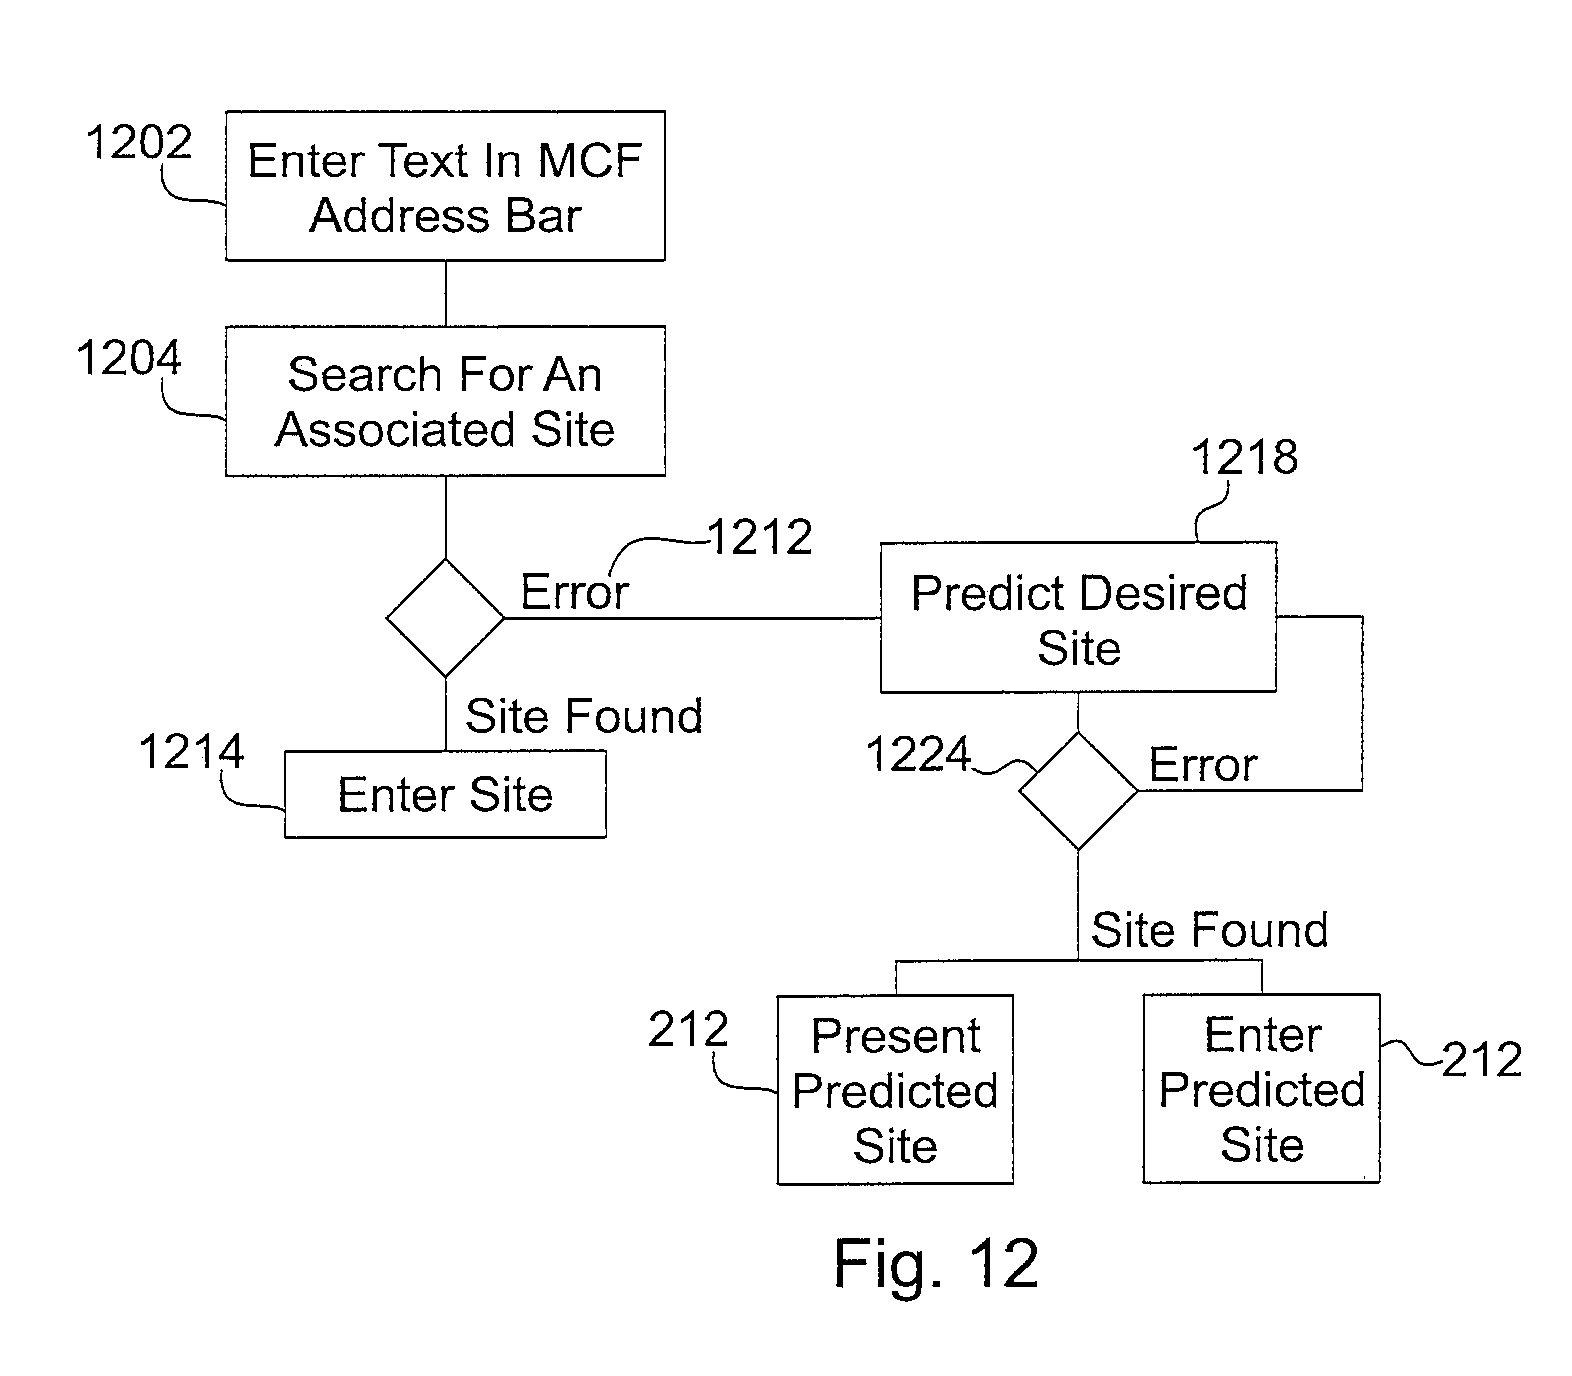 1202
Enter Text In MCF
Address Bar
1204
Search For An
Associated Site
1218
1212
Error
Predict Desired
Site
Site Found
1214
Enter Site
1224
Error
Site Found
212
Present
Predicted
Site
Enter
Predicted
Site
212
Fig. 12